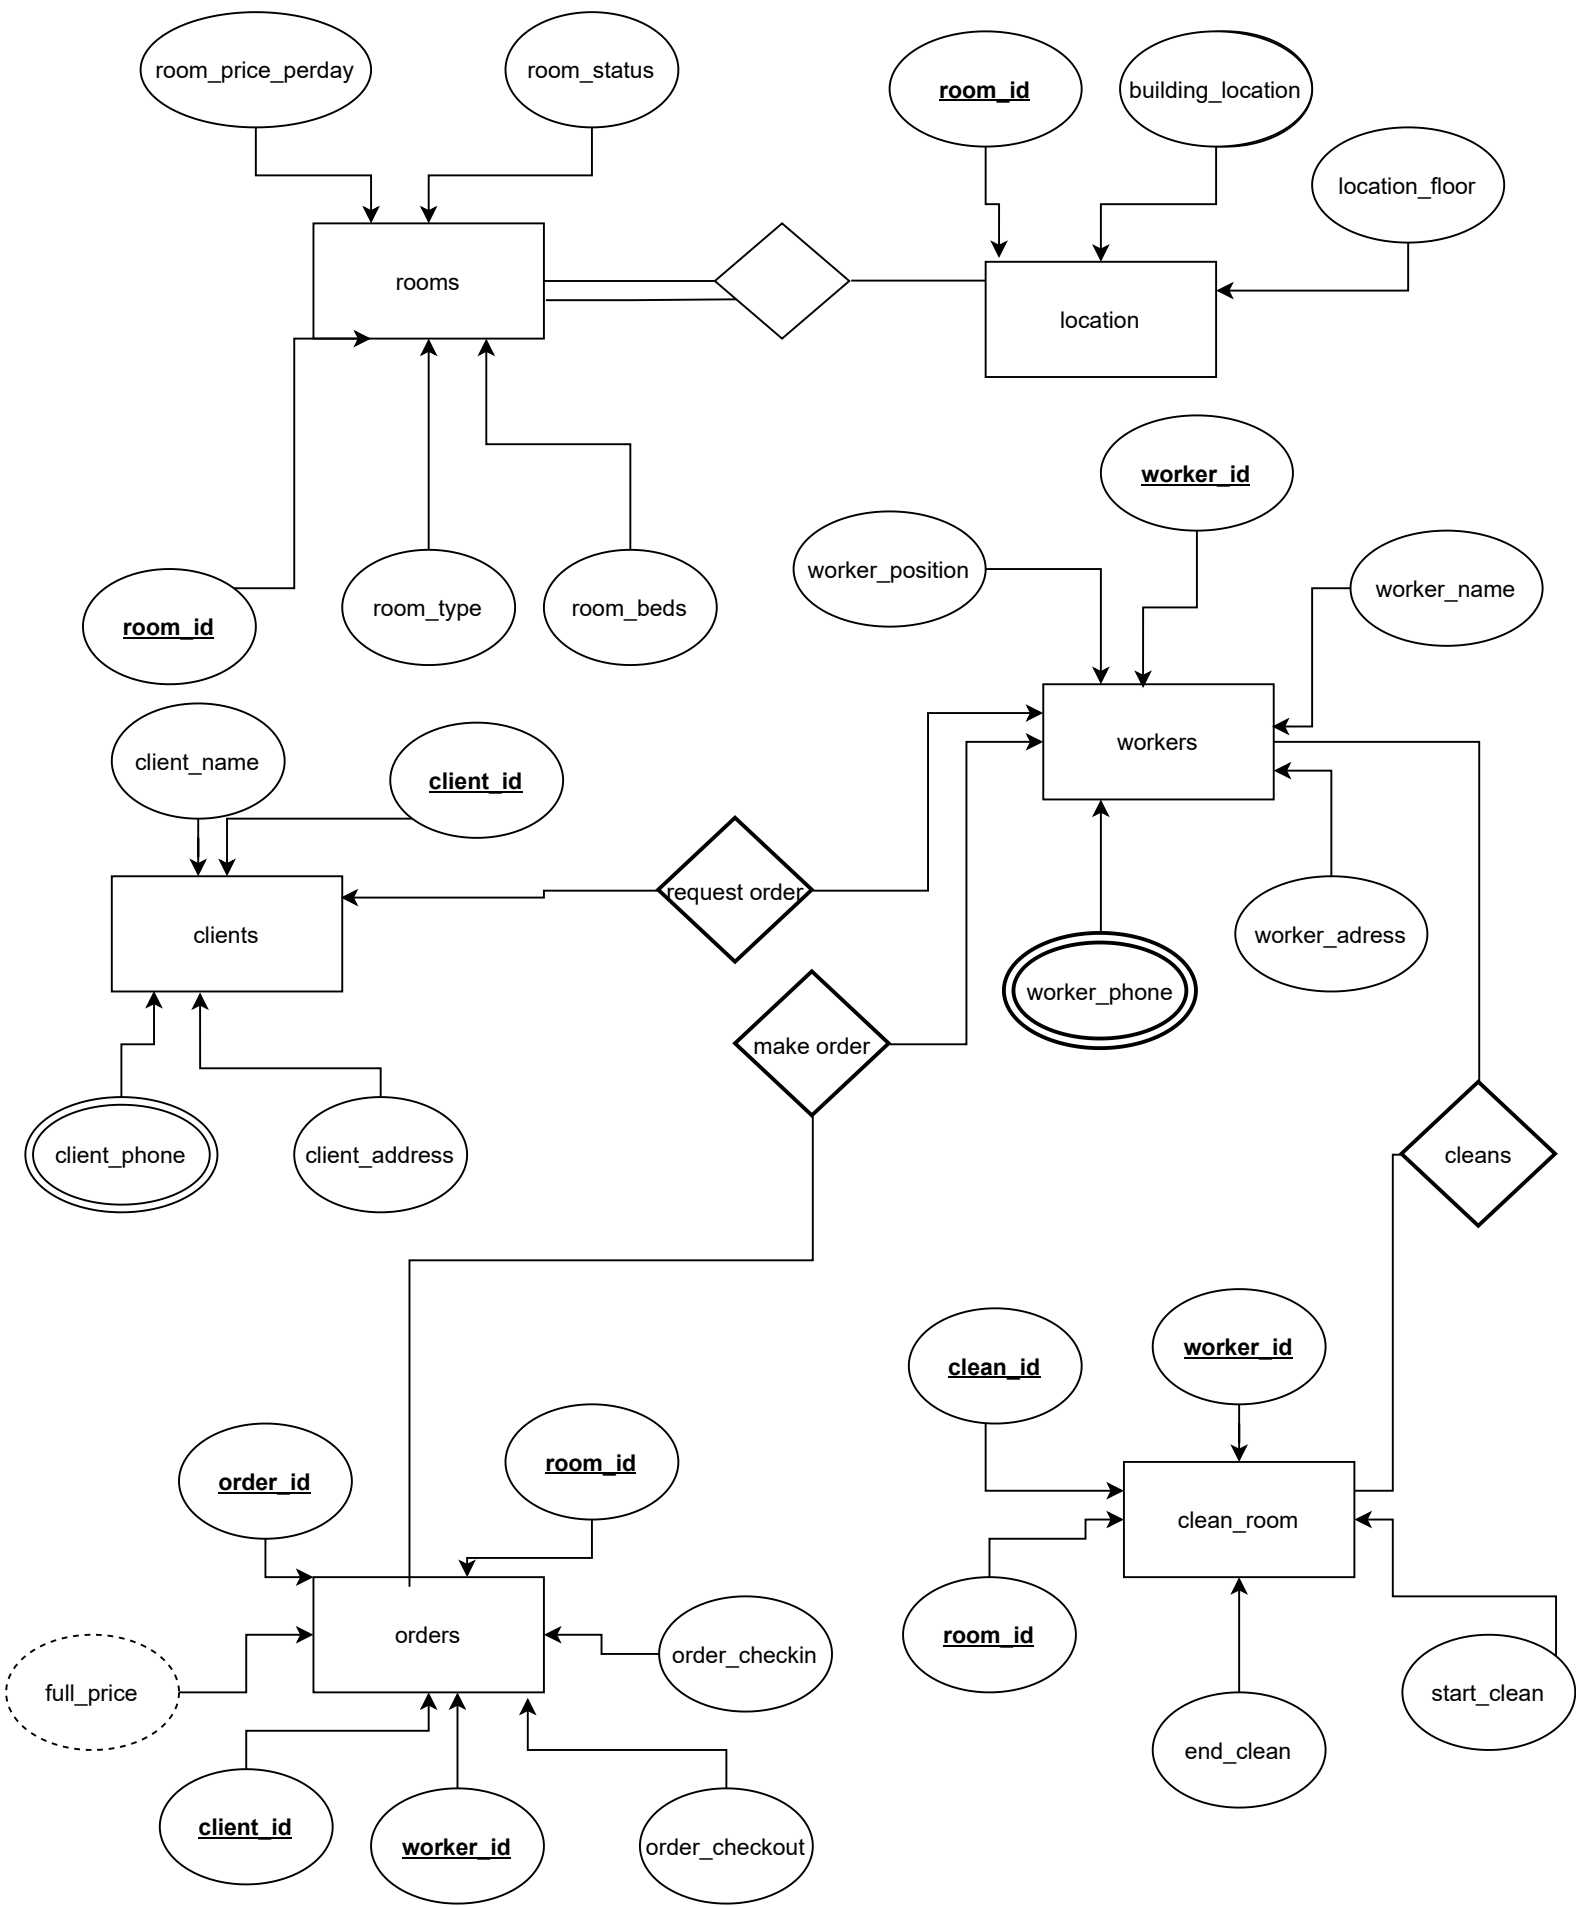 room_price_perday
room_status
room_id
building_location
location_floor
rooms
location
worker_id
worker_position
worker_name
room_type
room_beds
room_id
client_name
client_id
workers
request order
clients
worker_adress
worker_phone
make order
client_phone
client_address
cleans
clean_id
worker_id
order_id
room_id
clean_room
orders
order_checkin
room_id
full_price
start_clean
end_clean
client_id
worker_id
order_checkout